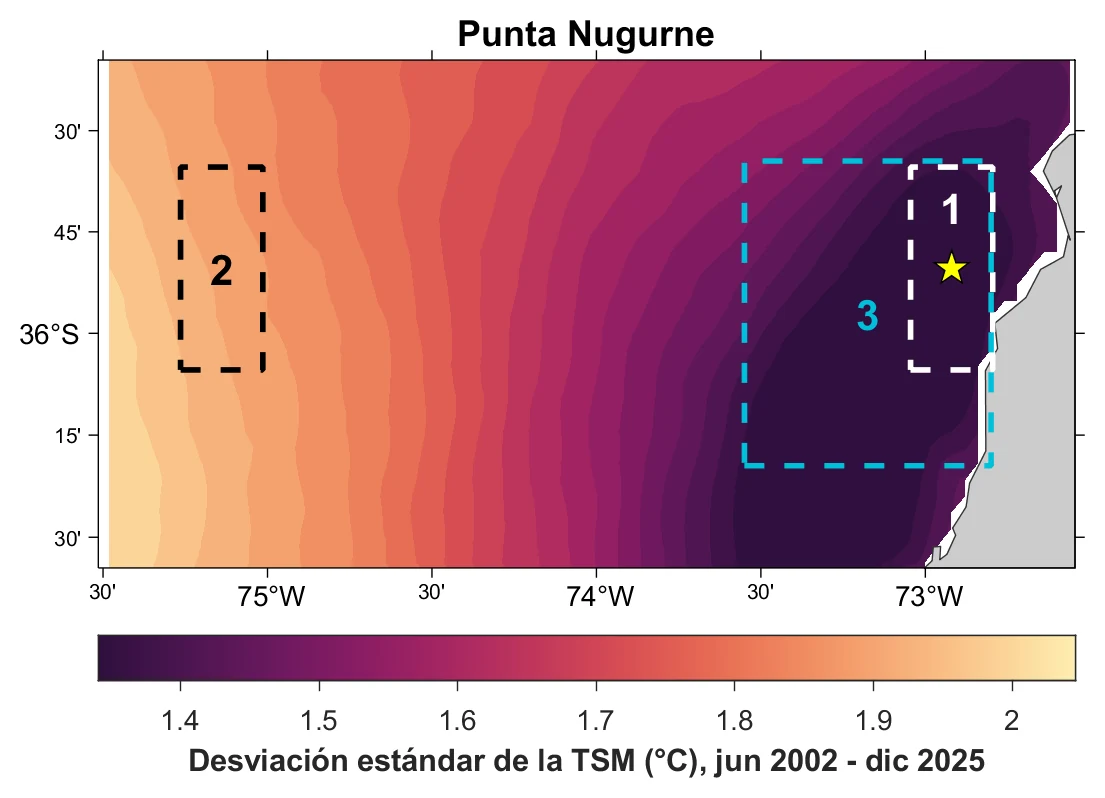 Punta Nugurne
30'
45'
36°S
15'
30'
1
2
3
30'
75°W
30'
74°W
30'
73°W
1.4
1.5
1.6
1.7
1.8
1.9
2
Desviación estándar de la TSM (°C), jun 2002 - dic 2025